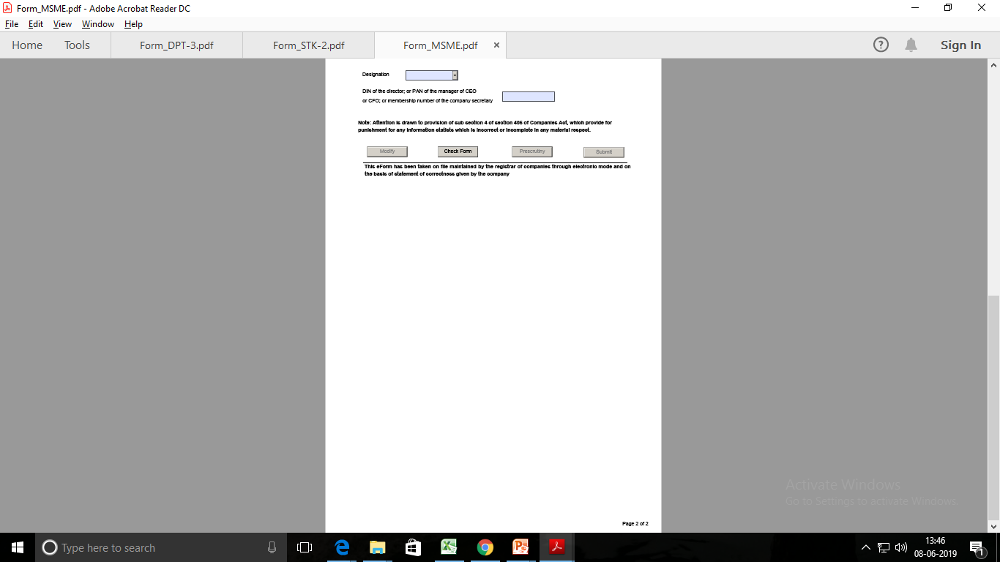 Form_MSME.pdf - Adobe Acrobat Reader DC
File Edit View Window Help
Home Tools Form_DPT-3.pdf Form_STK-2.pdf Form_MSME.pdf Sign In
Designation
DIN of the director; or PAN of the manager of CEO
or CFO; or membership number of the company secretary
Note: Attention is drawn to provision of sub section 4 of section 405 of Companies Act, which provide for
punishment for any information statists which is incorrect or incomplete in any material respect.
Modify Check Form Prescrutiny Submit
This eForm has been taken on file maintained by the registrar of companies through electronic mode and on
the basis of statement of correctness given by the company
Page 2 of 2
Activate Windows
Go to Settings to activate Windows.
Type here to search
13:46
08-06-2019
1